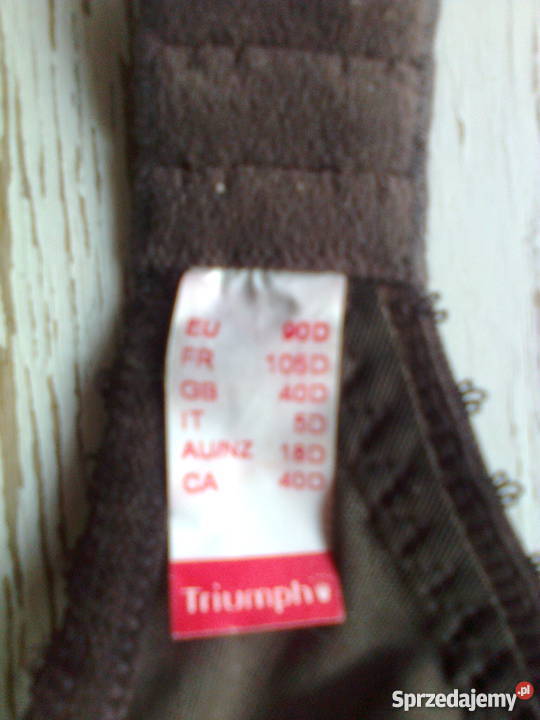 EU 90D
FR 105D
GB 40D
IT 5D
AU/NZ 18D
CA 40D
Triumph
Sprzedajemy.pl